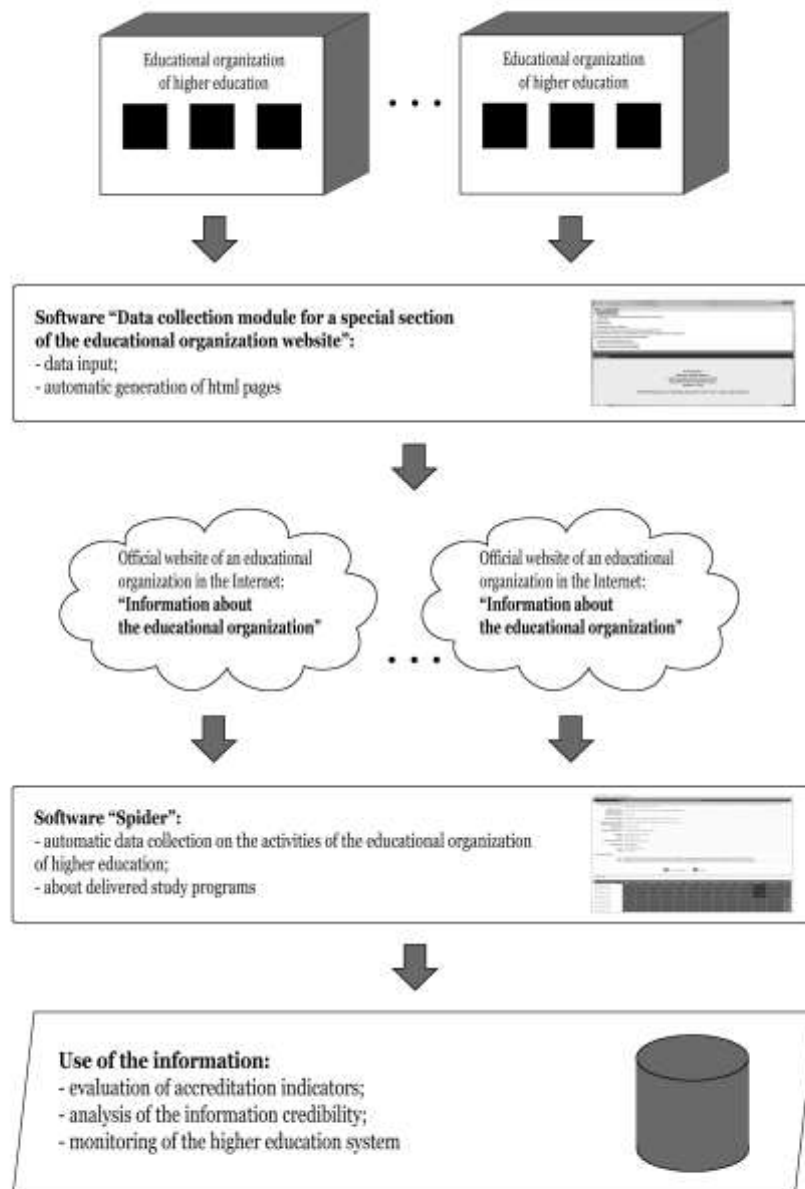 Educational organization
of higher education
Educational organization
of higher education
Software “Data collection module for a special section
of the educational organization website”:
- data input;
- automatic generation of html pages
Official website of an educational
organization in the Internet:
“Information about
the educational organization”
Official website of an educational
organization in the Internet:
“Information about
the educational organization”
Software “Spider”:
- automatic data collection on the activities of the educational organization
of higher education;
- about delivered study programs
Use of the information:
- evaluation of accreditation indicators;
- analysis of the information credibility;
- monitoring of the higher education system